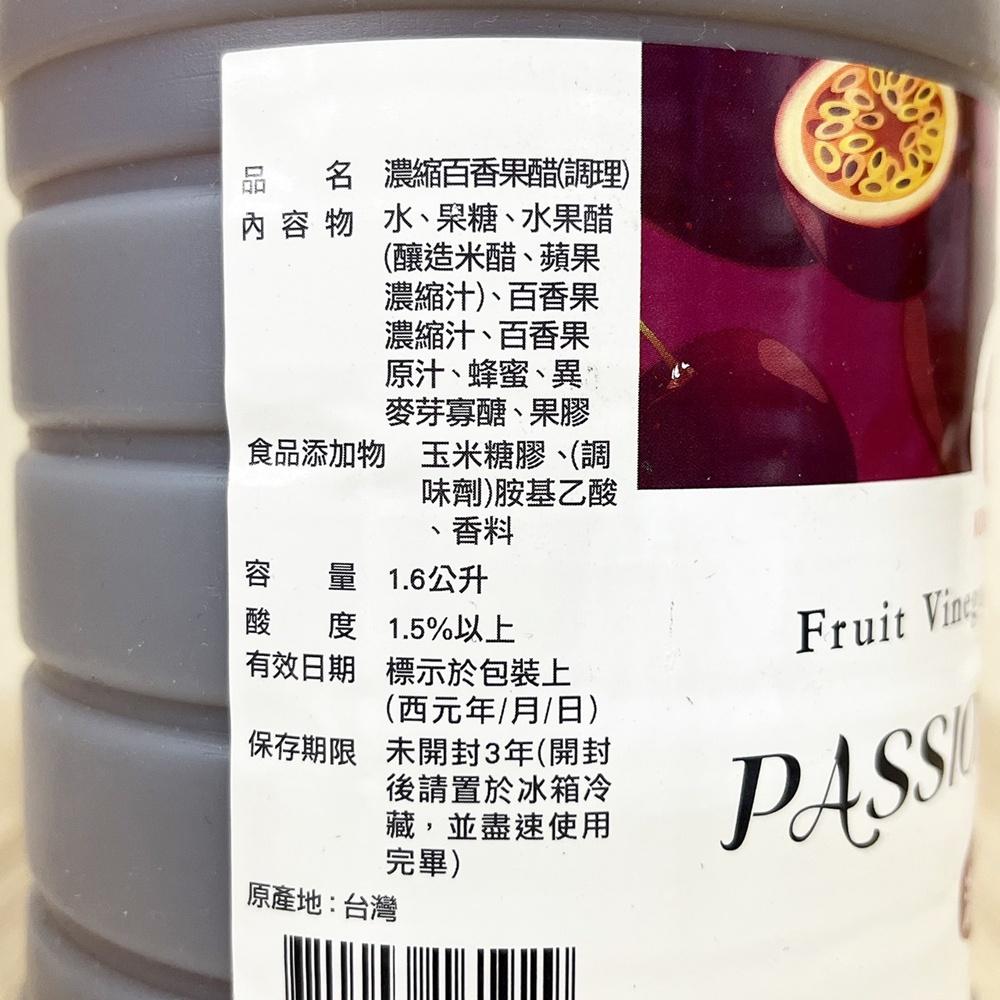 品名 濃縮百香果醋(調理)
內容物 水、果糖、水果醋
(釀造米醋、蘋果
濃縮汁)、百香果
濃縮汁、百香果
原汁、蜂蜜、異
麥芽寡醣、果膠
食品添加物 玉米糖膠、(調
味劑)胺基乙酸
、香料
容量 1.6公升
酸度 1.5%以上
有效日期 標示於包裝上
(西元年/月/日)
保存期限 未開封3年(開封
後請置於冰箱冷
藏，並盡速使用
完畢)
原產地：台灣
Fruit Vineg
PASSIO